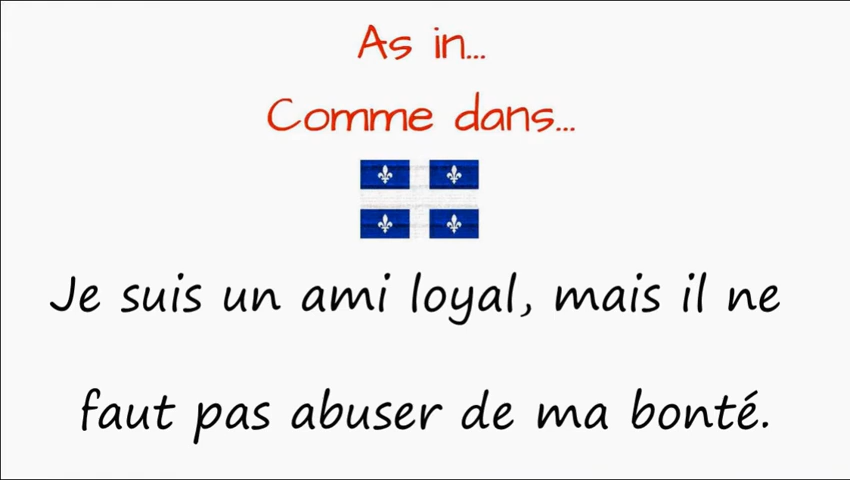 As in...
Comme dans...
Je suis un ami loyal, mais il ne
faut pas abuser de ma bonté.